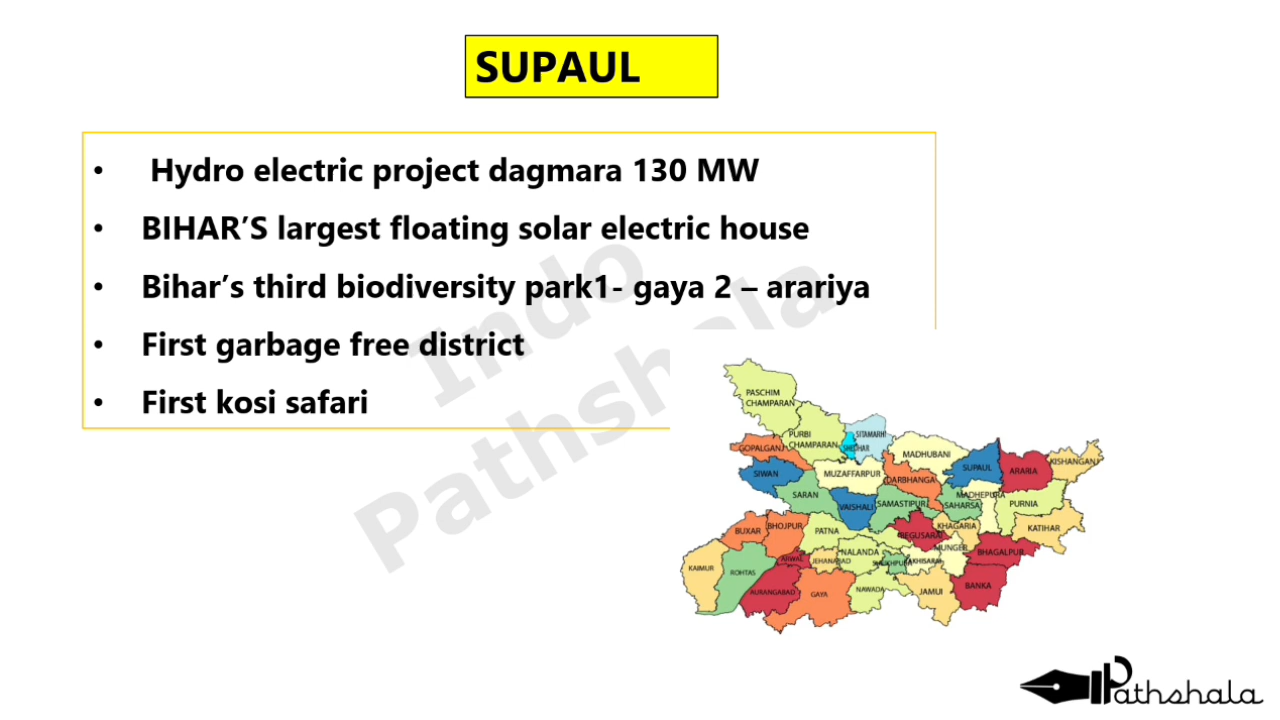 SUPAUL
• Hydro electric project dagmara 130 MW
• BIHAR’S largest floating solar electric house
• Bihar’s third biodiversity park1- gaya 2 – arariya
• First garbage free district
• First kosi safari
Indo
Pathshala
PASCHIM
CHAMPARAN
PURBI
CHAMPARAN
SITAMARHI
SHEOHAR
GOPALGANJ
MADHUBANI
SIWAN
MUZAFFARPUR
DARBHANGA
SUPAUL
ARARIA
KISHANGANJ
SARAN
VAISHALI
SAMASTIPUR
SAHARSA
MADHEPURA
PURNIA
BUXAR
BHOJPUR
PATNA
BEGUSARAI
KHAGARIA
KATIHAR
KAIMUR
ROHTAS
ARWAL
JEHANABAD
NALANDA
SHEIKHPURA
LAKHISARAI
MUNGER
BHAGALPUR
AURANGABAD
GAYA
NAWADA
JAMUI
BANKA
Pathshala